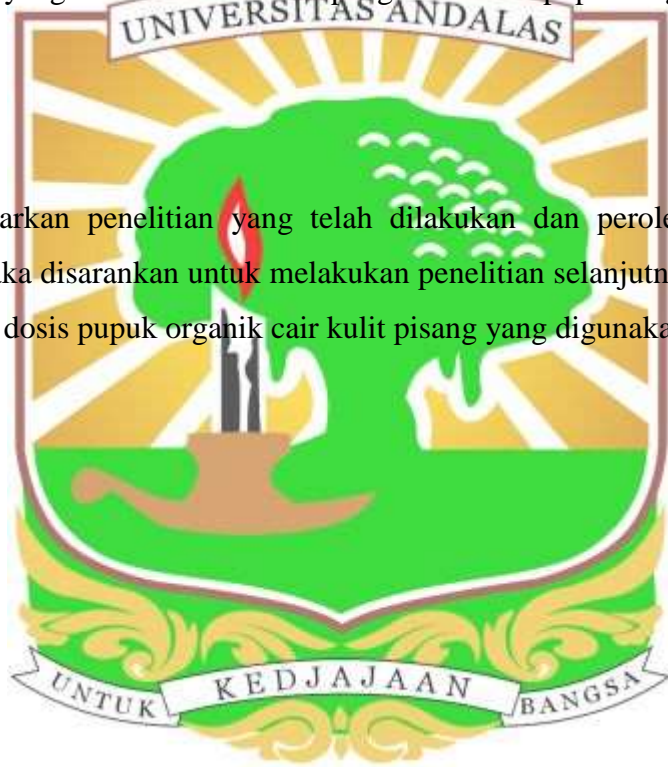 UNIVERSITAS ANDALAS
arkan penelitian yang telah dilakukan dan perole
aka disarankan untuk melakukan penelitian selanjutn
dosis pupuk organik cair kulit pisang yang digunaka
UNTUK KEDJAJAAN BANGSA